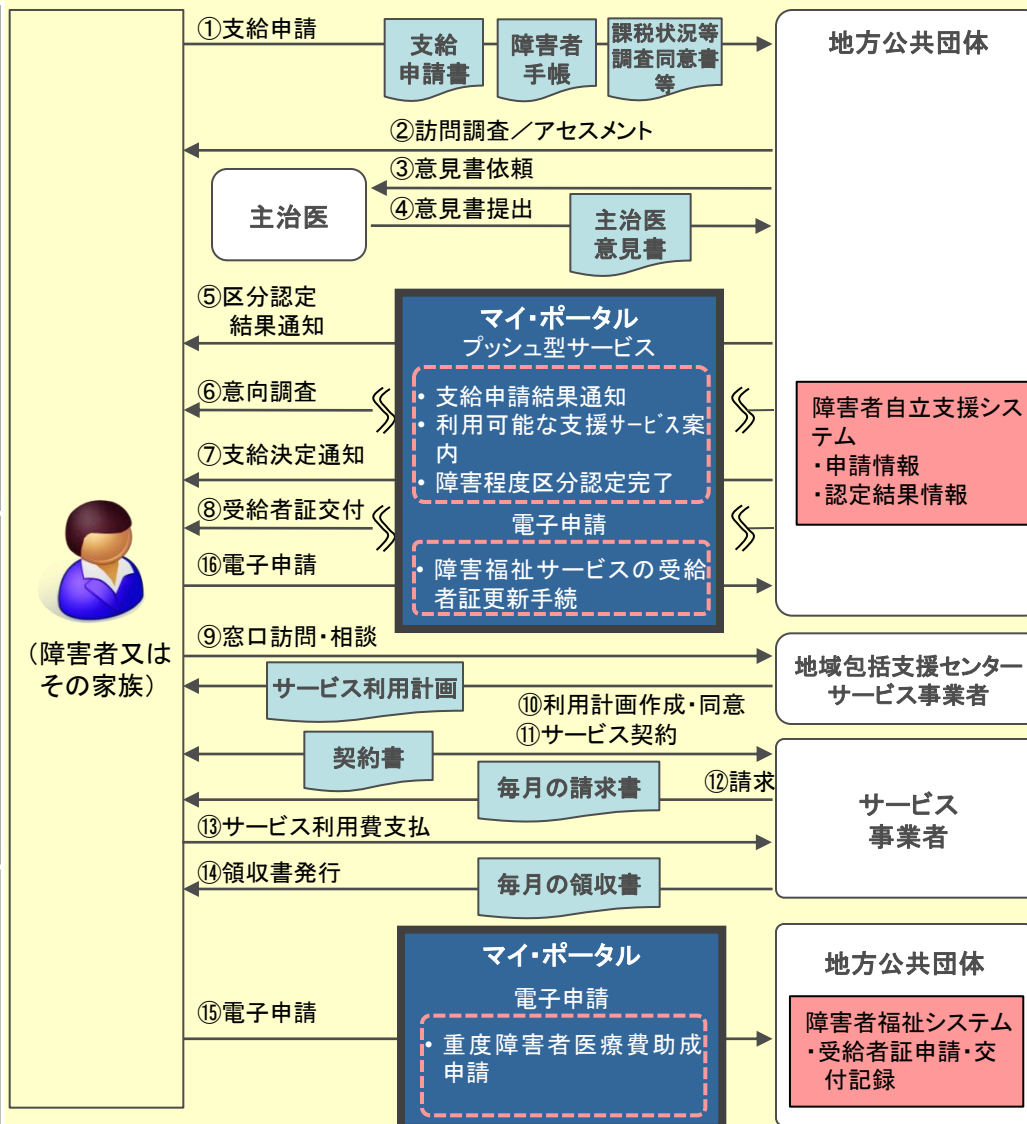 ①支給申請
支給
申請書
障害者
手帳
課税状況等
調査同意書
等
地方公共団体
②訪問調査／アセスメント
③意見書依頼
主治医
④意見書提出
主治医
意見書
⑤区分認定
結果通知
マイ・ポータル
プッシュ型サービス
• 支給申請結果通知
• 利用可能な支援サービス案
内
• 障害程度区分認定完了
⑥意向調査
⑦支給決定通知
⑧受給者証交付
電子申請
• 障害福祉サービスの受給
者証更新手続
⑯電子申請
障害者自立支援シス
テム
・申請情報
・認定結果情報
（障害者又は
その家族）
⑨窓口訪問・相談
サービス利用計画
⑩利用計画作成・同意
地域包括支援センター
サービス事業者
⑪サービス契約
契約書
毎月の請求書
⑫請求
サービス
事業者
⑬サービス利用費支払
⑭領収書発行
毎月の領収書
マイ・ポータル
電子申請
• 重度障害者医療費助成
申請
⑮電子申請
地方公共団体
障害者福祉システム
・受給者証申請・交
付記録